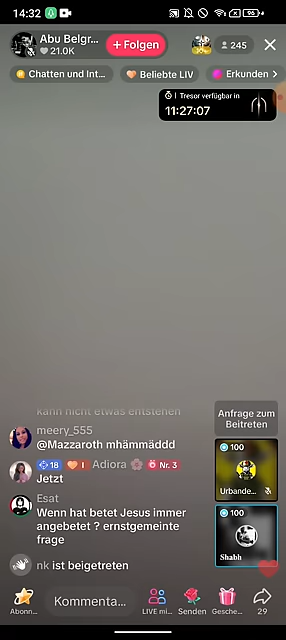 14:32
Abu Belgr...
21.0K
+ Folgen
245
Chatten und Int...
Beliebte LIV
Erkunden >
Tresor verfügbar in
11:27:07
kann nicht etwas entstehen
Anfrage zum
Beitreten
meery_555
@Mazzaroth mhämmäddd
18 I Adiora Nr. 3
Jetzt
100
Urbande...
Esat
Wenn hat betet Jesus immer
angebetet ? ernstgemeinte
frage
100
Shabh
nk ist beigetreten
Abonn...
Kommenta...
LIVE mi...
Senden
Gesche...
29